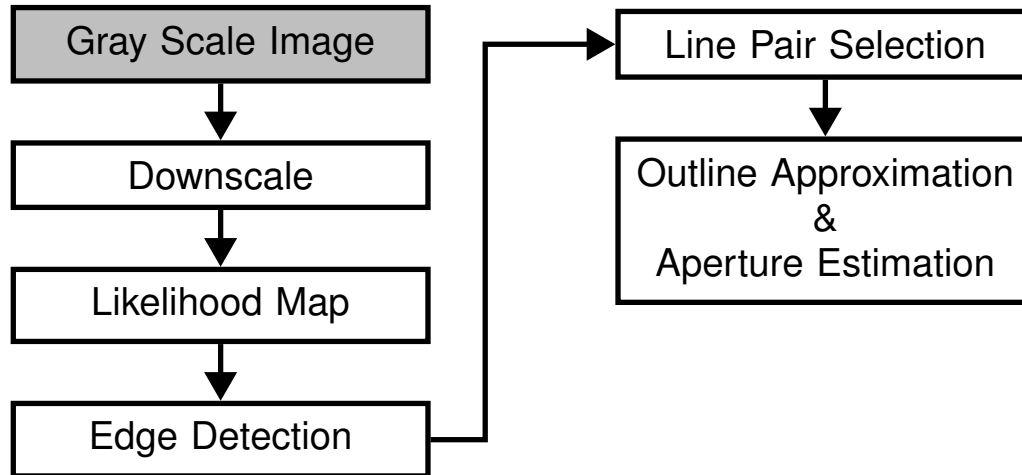 Gray Scale Image
Downscale
Likelihood Map
Edge Detection
Line Pair Selection
Outline Approximation
&
Aperture Estimation